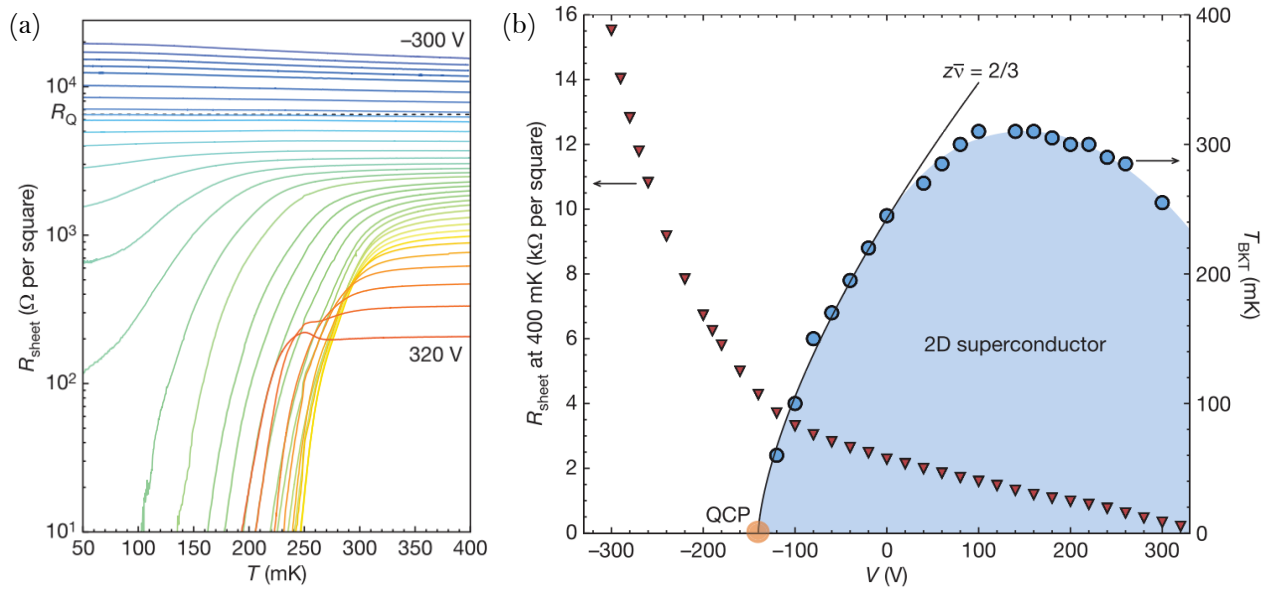 (a)
–300 V
10⁴
R_Q
10³
10²
10¹
R_sheet (Ω per square)
320 V
50 100 150 200 250 300 350 400
T (mK)
(b)
16
14
12
10
8
6
4
2
0
R_sheet at 400 mK (kΩ per square)
zν̄ = 2/3
2D superconductor
QCP
–300 –200 –100 0 100 200 300
V (V)
400
300
200
100
0
T_BKT (mK)